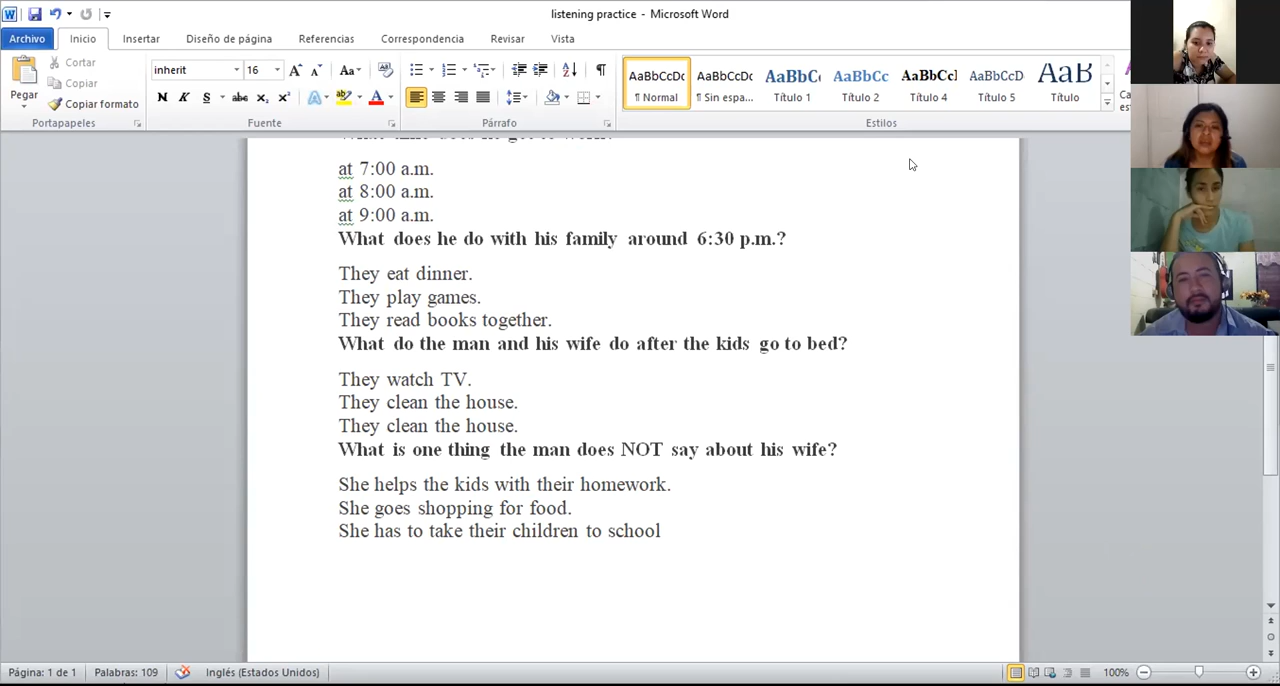 listening practice - Microsoft Word
Archivo Inicio Insertar Diseño de página Referencias Correspondencia Revisar Vista
Pegar
Cortar
Copiar
Copiar formato
Portapapeles
inherit 16
N K S abc x₂ x²
Fuente
Párrafo
AaBbCcDc AaBbCcDc AaBbC AaBbCc AaBbCcI AaBbCcD AaB
¶ Normal ¶ Sin espa... Título 1 Título 2 Título 4 Título 5 Título
Estilos
at 7:00 a.m.
at 8:00 a.m.
at 9:00 a.m.
What does he do with his family around 6:30 p.m.?
They eat dinner.
They play games.
They read books together.
What do the man and his wife do after the kids go to bed?
They watch TV.
They clean the house.
They clean the house.
What is one thing the man does NOT say about his wife?
She helps the kids with their homework.
She goes shopping for food.
She has to take their children to school
Página: 1 de 1 Palabras: 109 Inglés (Estados Unidos) 100%